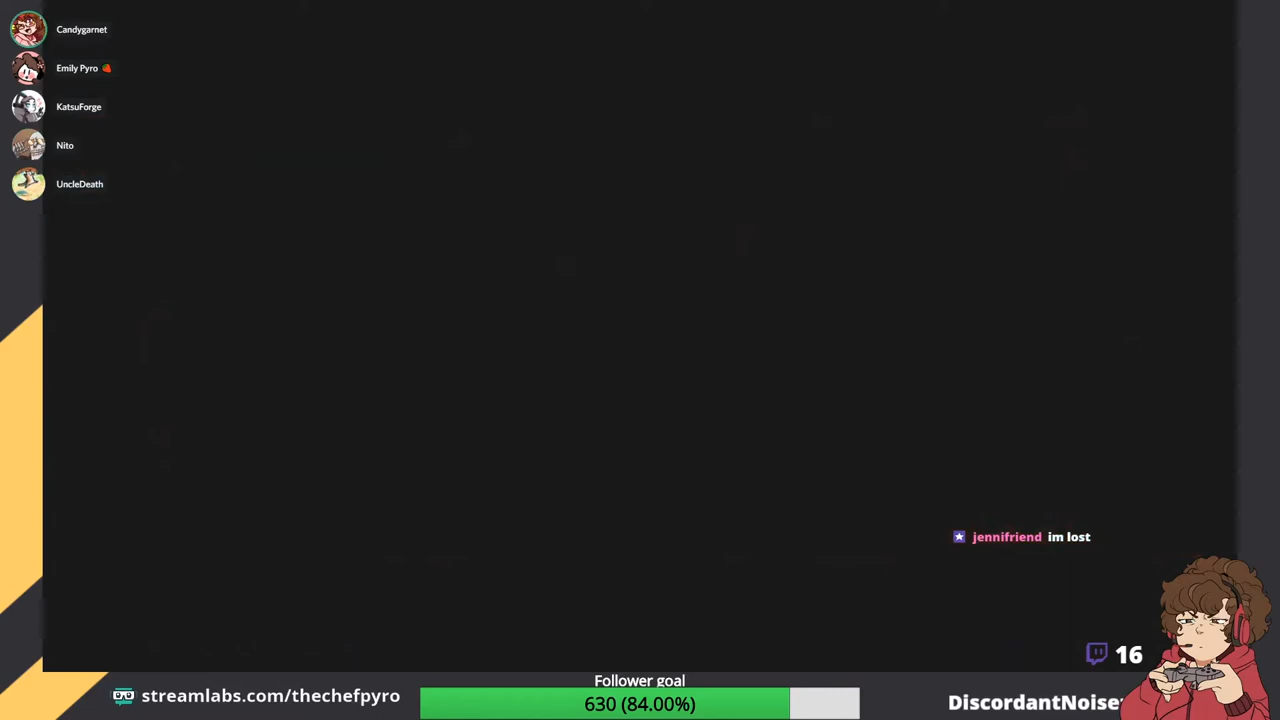 Candygarnet
Emily Pyro
KatsuForge
Nito
UncleDeath
jennifriend im lost
16
Follower goal
streamlabs.com/thechefpyro
630 (84.00%)
DiscordantNoise